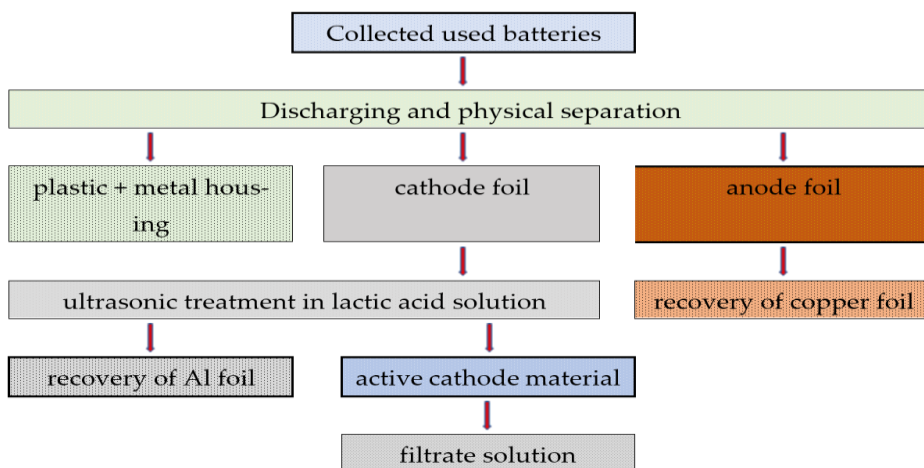 Collected used batteries
Discharging and physical separation
plastic + metal hous-
ing
cathode foil
anode foil
ultrasonic treatment in lactic acid solution
recovery of copper foil
recovery of Al foil
active cathode material
filtrate solution